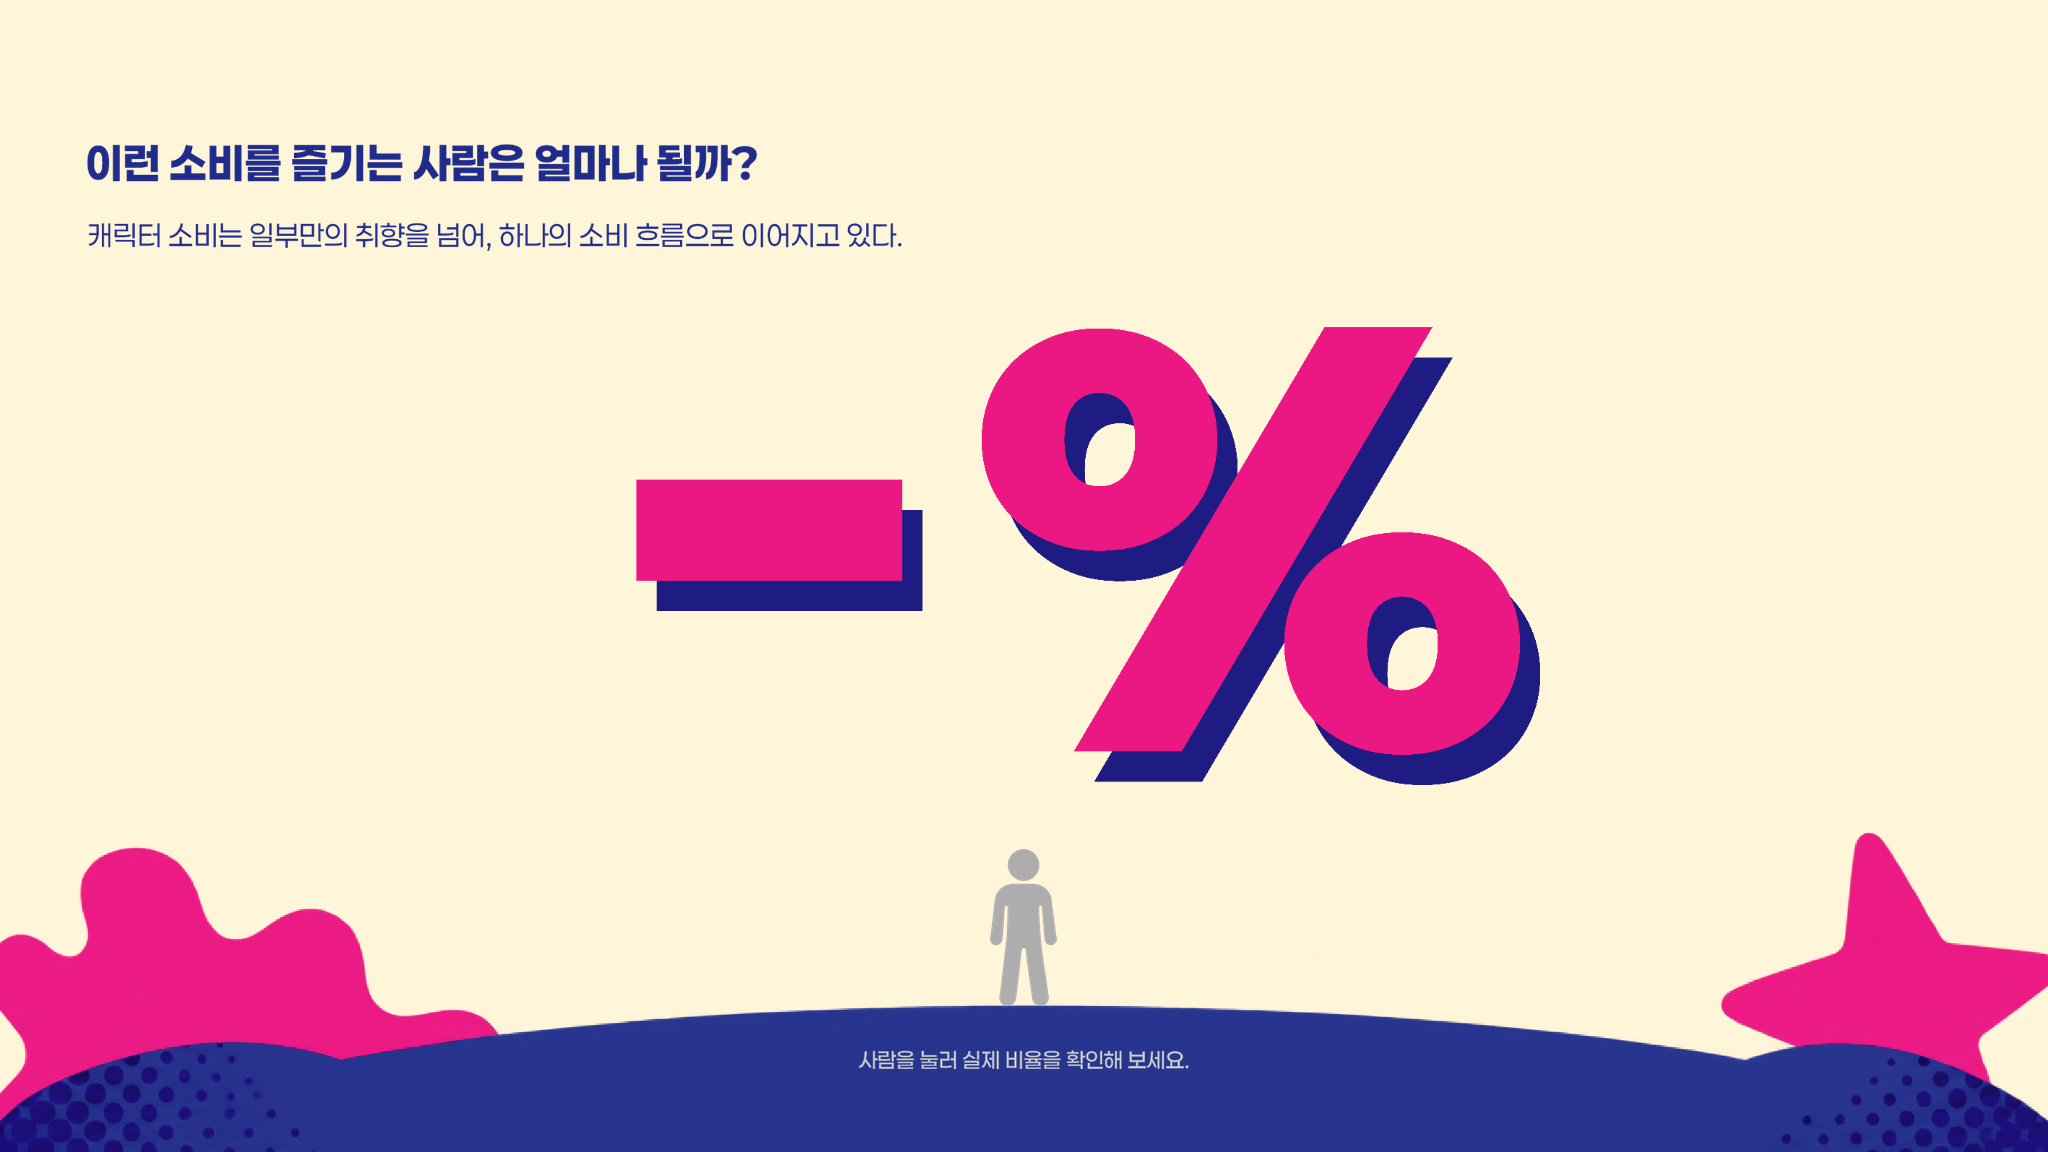 이런 소비를 즐기는 사람은 얼마나 될까?
캐릭터 소비는 일부만의 취향을 넘어, 하나의 소비 흐름으로 이어지고 있다.
-%
사람을 눌러 실제 비율을 확인해 보세요.